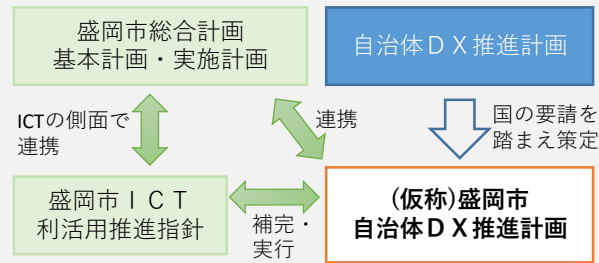 盛岡市総合計画
基本計画・実施計画
自治体ＤＸ推進計画
ICTの側面で
連携
連携
国の要請を
踏まえ策定
盛岡市ＩＣＴ
利活用推進指針
補完・
実行
(仮称)盛岡市
自治体ＤＸ推進計画